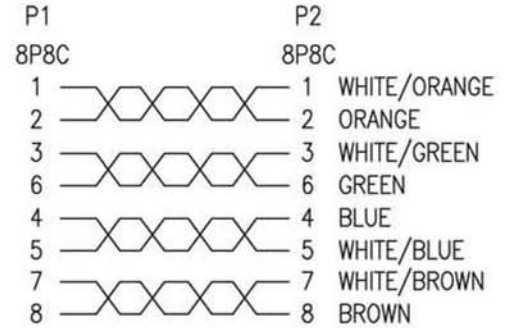 P1 P2
8P8C 8P8C
1 1 WHITE/ORANGE
2 2 ORANGE
3 3 WHITE/GREEN
6 6 GREEN
4 4 BLUE
5 5 WHITE/BLUE
7 7 WHITE/BROWN
8 8 BROWN